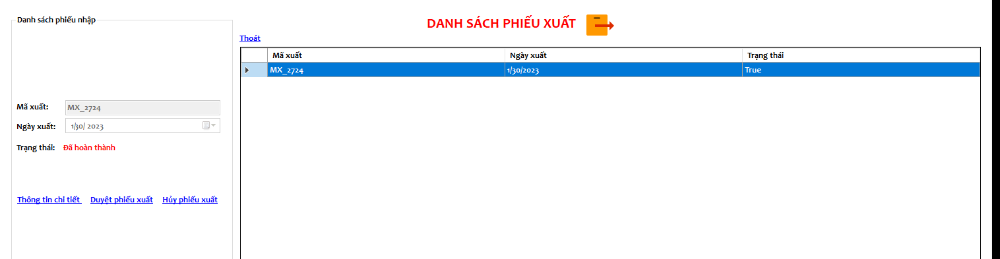 Danh sách phiếu nhập
Mã xuất: MX_2724
Ngày xuất: 1/30/ 2023
Trạng thái: Đã hoàn thành
Thông tin chi tiết Duyệt phiếu xuất Hủy phiếu xuất
DANH SÁCH PHIẾU XUẤT
Thoát
Mã xuất Ngày xuất Trạng thái
MX_2724 1/30/2023 True